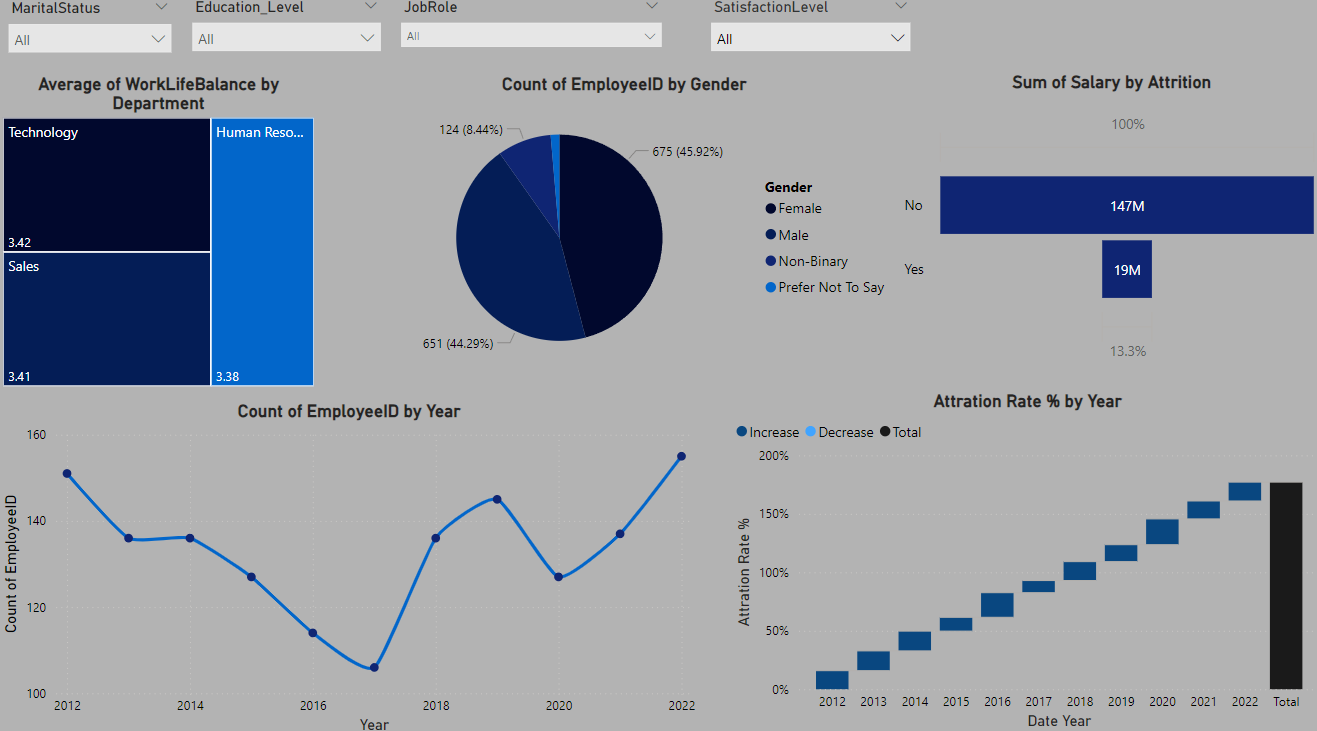 MaritalStatus
All
Education_Level
All
JobRole
All
SatisfactionLevel
All
Average of WorkLifeBalance by
Department
Technology
3.42
Sales
3.41
Human Reso...
3.38
Count of EmployeeID by Gender
124 (8.44%)
675 (45.92%)
651 (44.29%)
Gender
Female
Male
Non-Binary
Prefer Not To Say
Sum of Salary by Attrition
100%
No
147M
Yes
19M
13.3%
Count of EmployeeID by Year
Count of EmployeeID
160
140
120
100
2012 2014 2016 2018 2020 2022
Year
Attration Rate % by Year
Increase Decrease Total
Attration Rate %
200%
150%
100%
50%
0%
2012 2013 2014 2015 2016 2017 2018 2019 2020 2021 2022 Total
Date Year